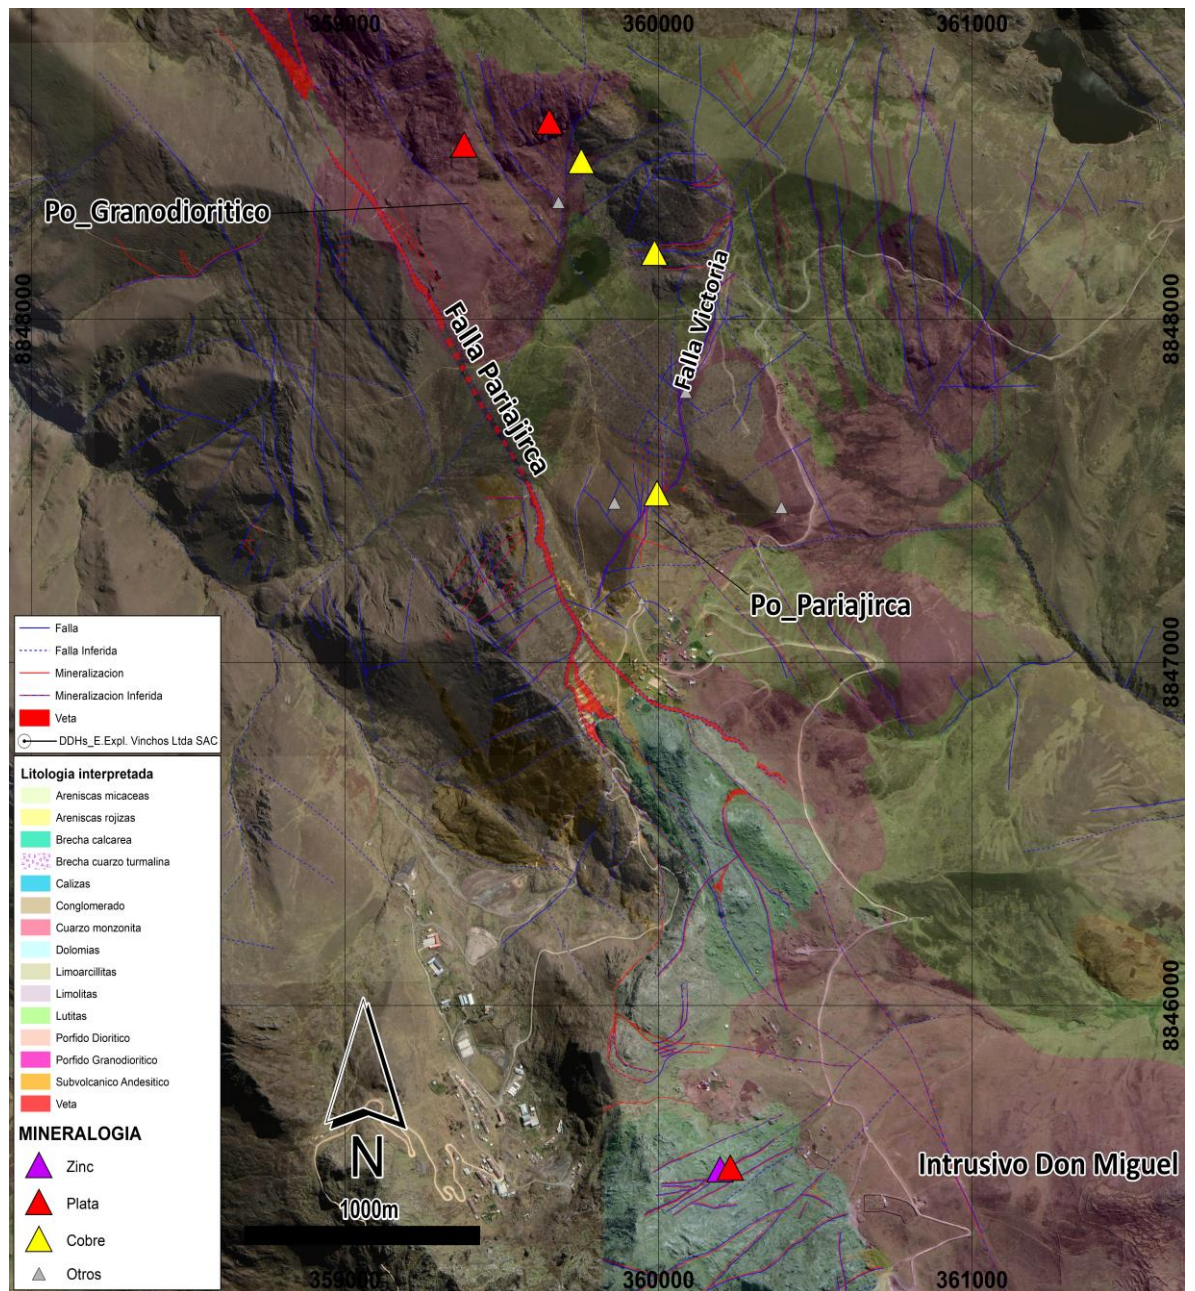 359000
360000
361000
Po_Granodioritico
Falla Victoria
8848000
8848000
Falla Pariajirca
Po_Pariajirca
Falla
Falla Inferida
Mineralizacion
Mineralizacion Inferida
Veta
DDHs_E.Expl. Vinchos Ltda SAC
8847000
Litologia interpretada
Areniscas micaceas
Areniscas rojizas
Brecha calcarea
Brecha cuarzo turmalina
Calizas
Conglomerado
Cuarzo monzonita
Dolomias
Limoarcillitas
Limolitas
Lutitas
Porfido Dioritico
Porfido Granodioritico
Subvolcanico Andesitico
Veta
8846000
MINERALOGIA
Zinc
Plata
Cobre
Otros
N
1000m
Intrusivo Don Miguel
359000
360000
361000